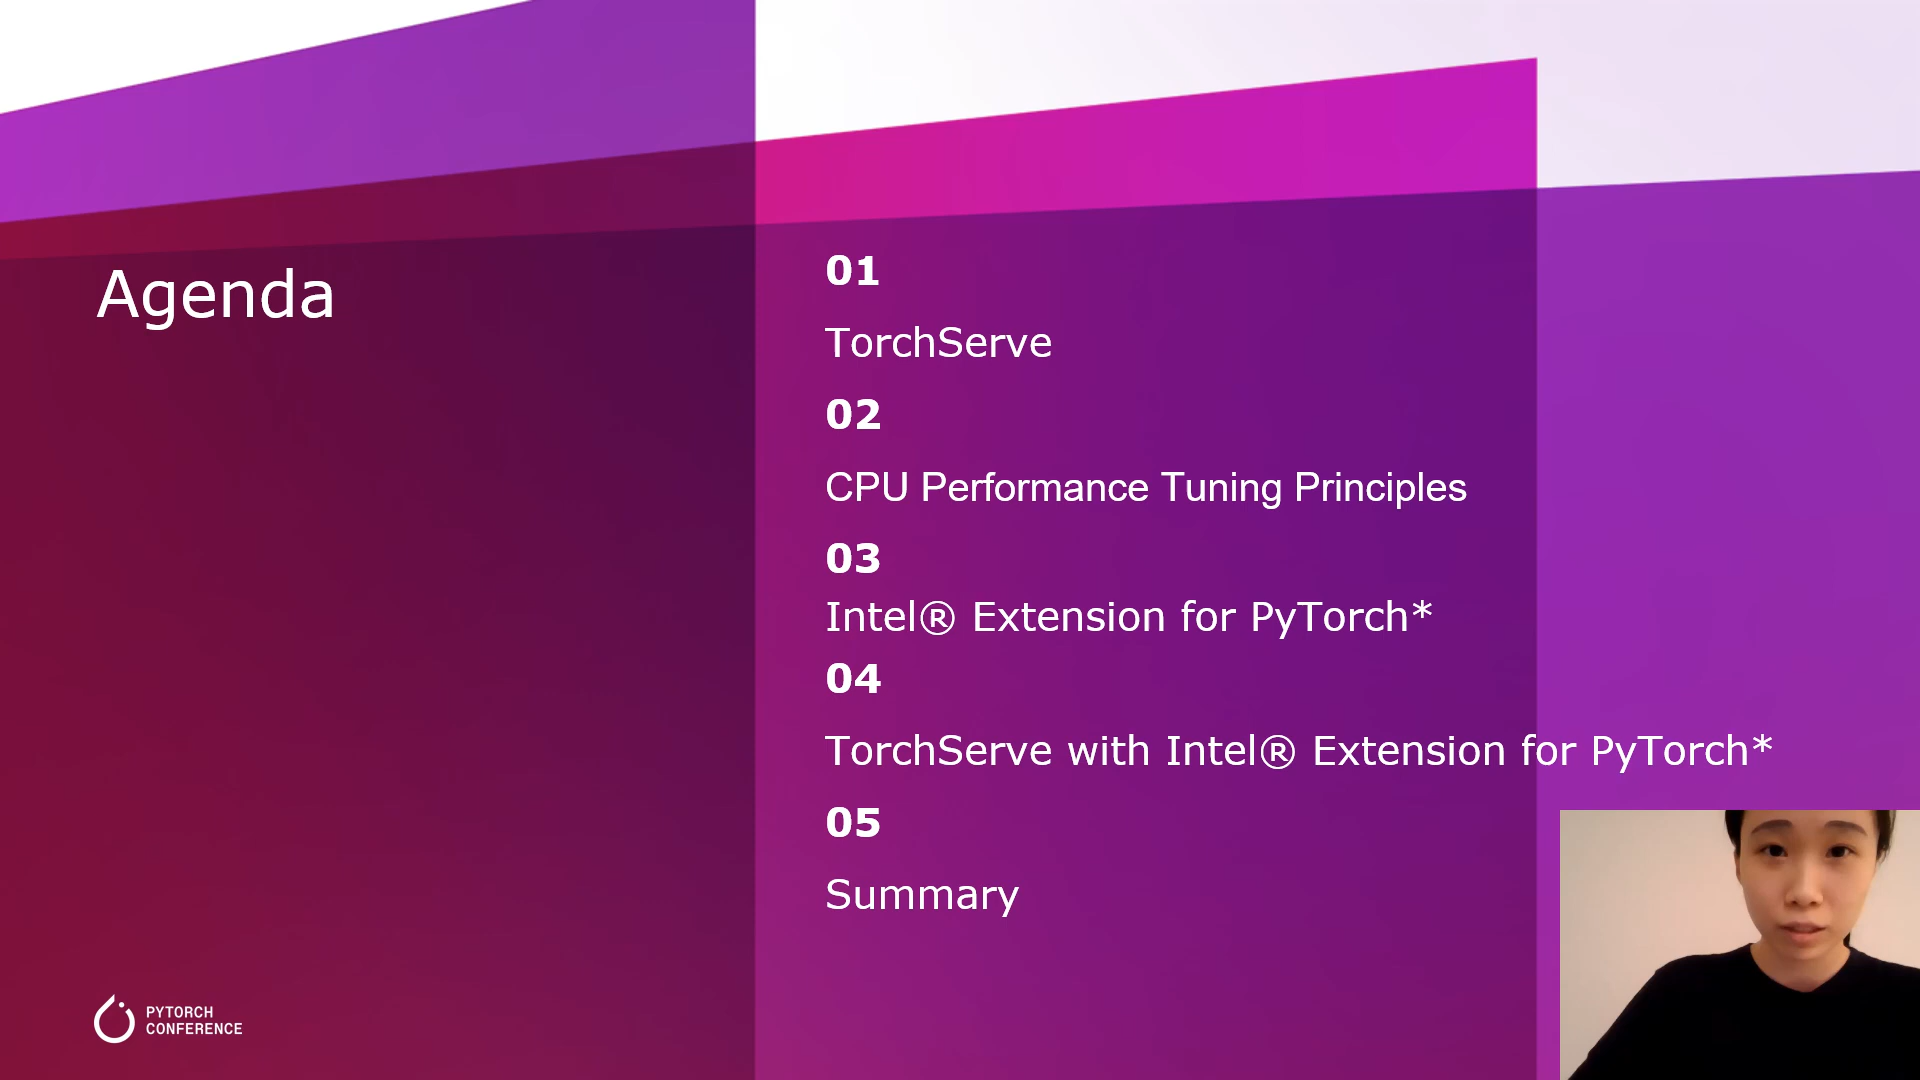 Agenda
01
TorchServe
02
CPU Performance Tuning Principles
03
Intel® Extension for PyTorch*
04
TorchServe with Intel® Extension for PyTorch*
05
Summary
PYTORCH
CONFERENCE